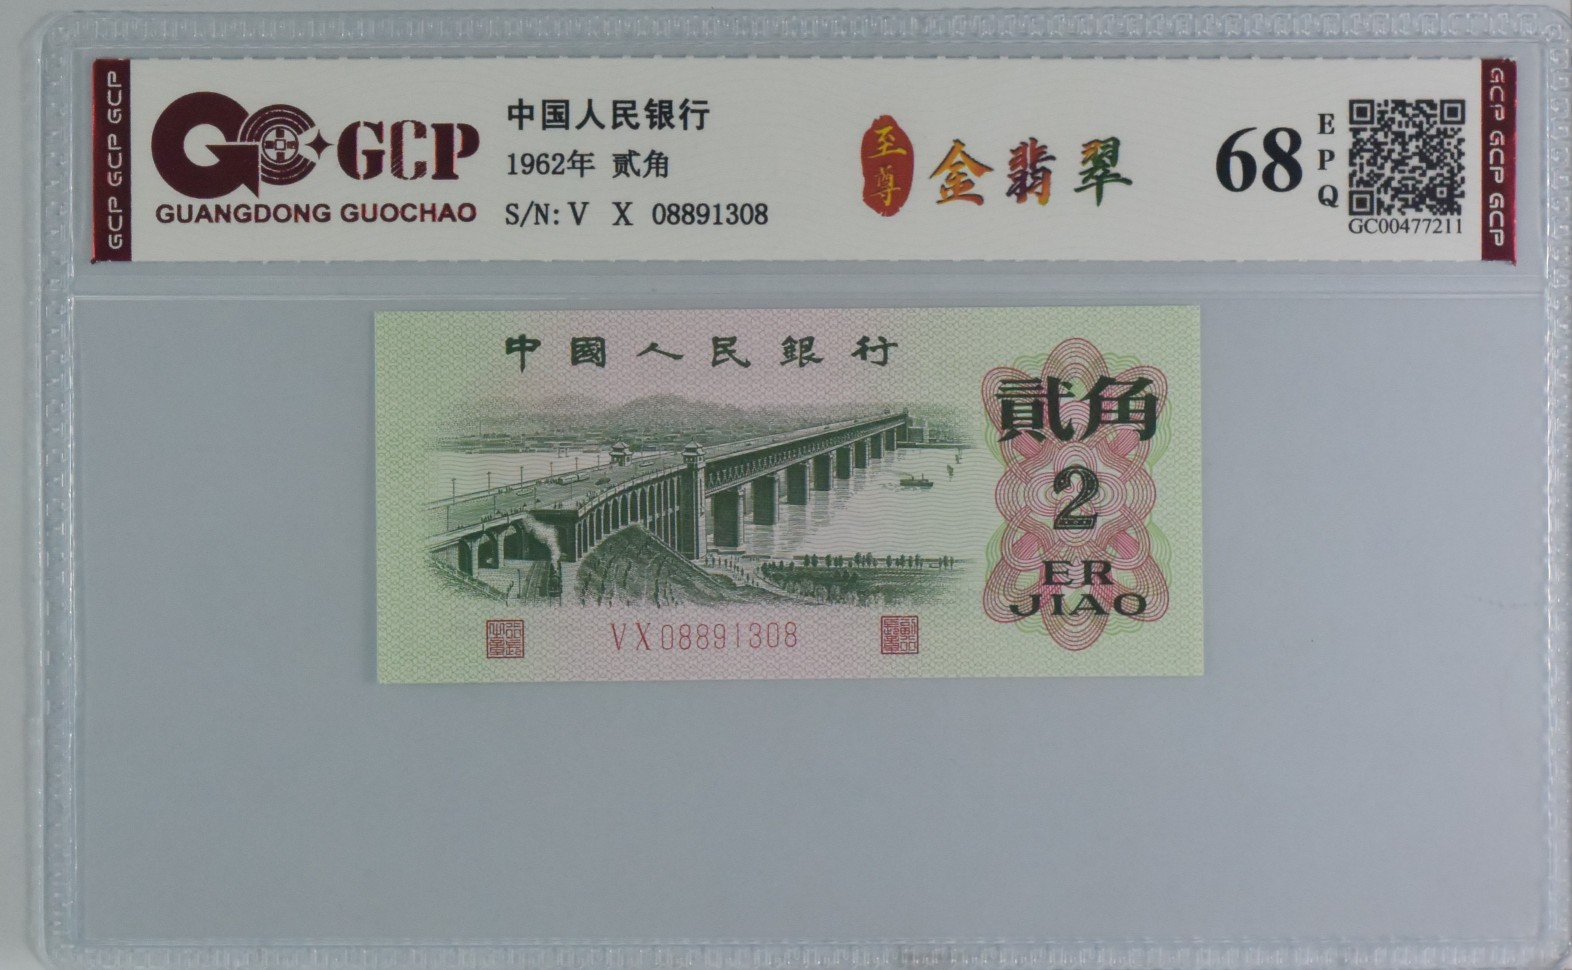 GCP GCP GCP
GCP
GUANGDONG GUOCHAO
中国人民银行
1962年 贰角
S/N: V X 08891308
至尊
金翡翠
68
EPQ
GC00477211
GCP GCP GCP
中國人民銀行
貳角
2
ER
JIAO
VX08891308